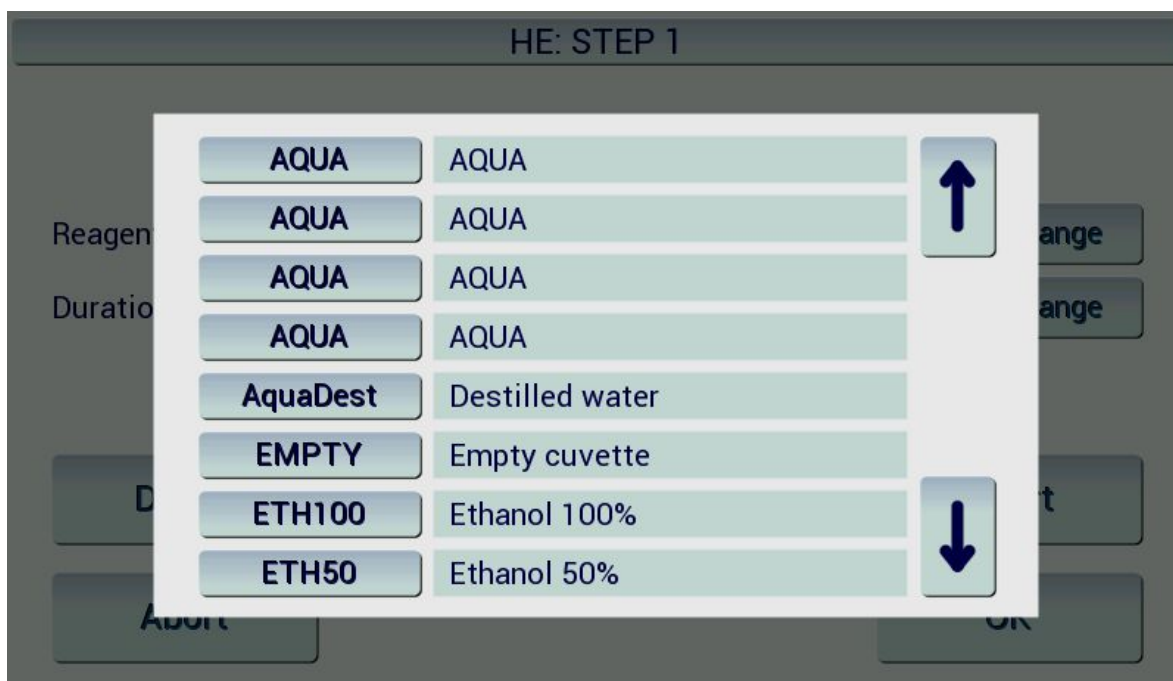 HE: STEP 1
AQUA AQUA
AQUA AQUA
Reagen ange
AQUA AQUA
Duratio ange
AQUA AQUA
AquaDest Destilled water
EMPTY Empty cuvette
ETH100 Ethanol 100%
ETH50 Ethanol 50%